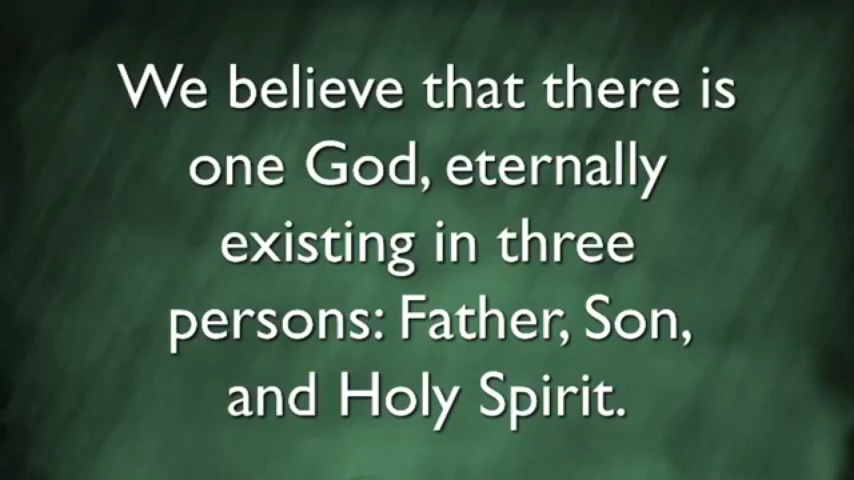 We believe that there is
one God, eternally
existing in three
persons: Father, Son,
and Holy Spirit.